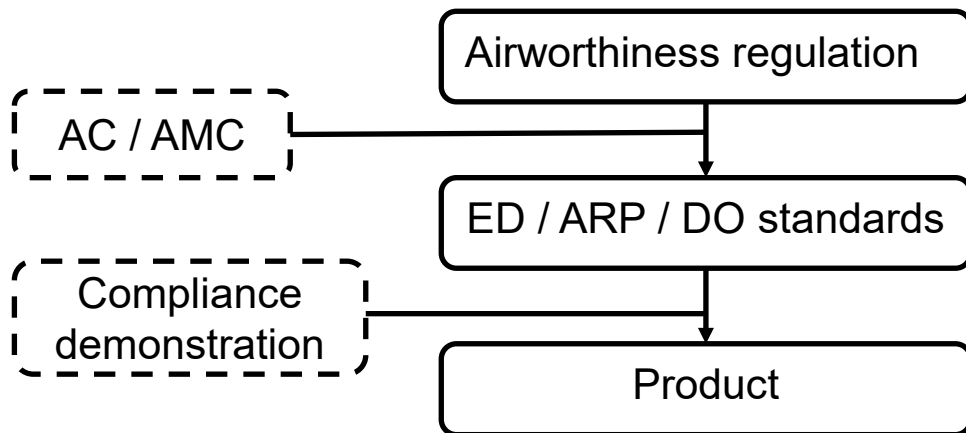 Airworthiness regulation
AC / AMC
ED / ARP / DO standards
Compliance
demonstration
Product